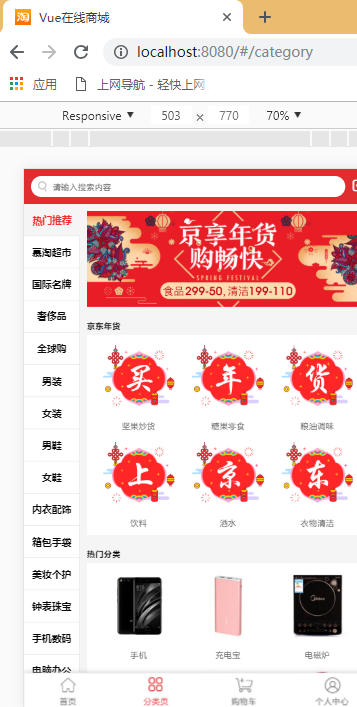 淘 Vue在线商城
localhost:8080/#/category
应用 上网导航 - 轻快上网
Responsive ▼ 503 × 770 70% ▼
请输入搜索内容
热门推荐
慕淘超市
国际名牌
奢侈品
全球购
男装
女装
男鞋
女鞋
内衣配饰
箱包手袋
美妆个护
钟表珠宝
手机数码
电脑办公
京享年货
购畅快
SPRING FESTIVAL
食品299-50, 清洁199-110
京东年货
买 年 货
坚果炒货 糖果零食 粮油调味
上 京 东
饮料 酒水 衣物清洁
热门分类
Midea
手机 充电宝 电磁炉
首页 分类页 购物车 个人中心